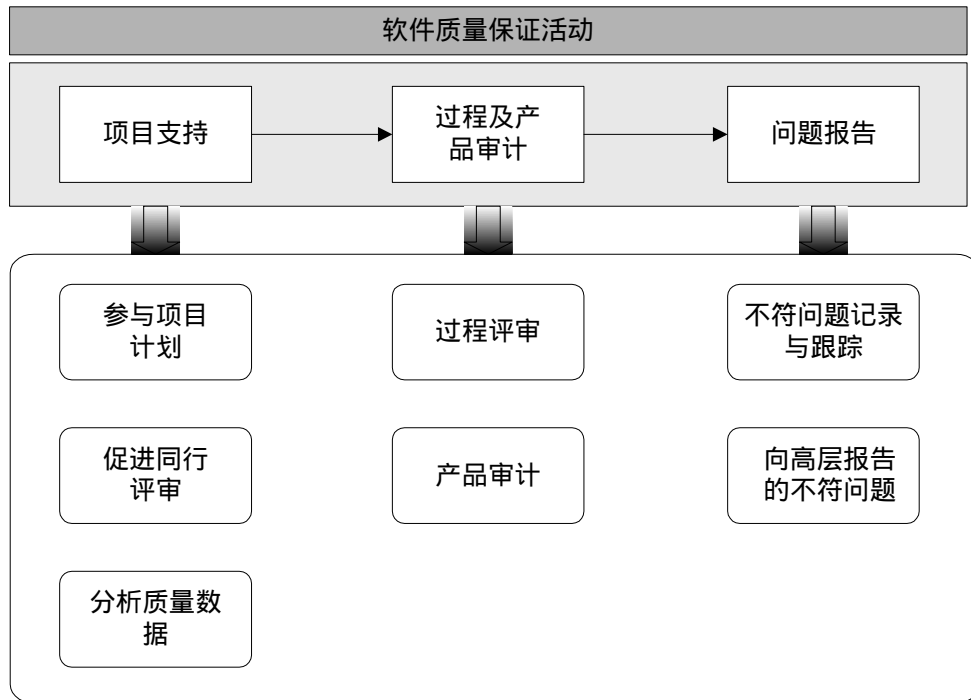 软件质量保证活动
项目支持
过程及产
品审计
问题报告
参与项目
计划
过程评审
不符问题记录
与跟踪
促进同行
评审
产品审计
向高层报告
的不符问题
分析质量数
据